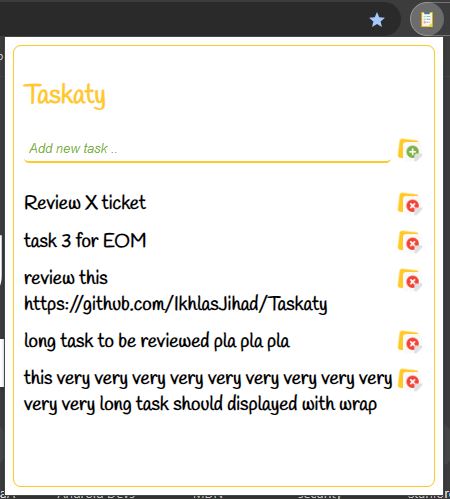 Taskaty
Add new task ..
Review X ticket
task 3 for EOM
review this
https://github.com/IkhlasJihad/Taskaty
long task to be reviewed pla pla pla
this very very very very very very very very very
very very long task should displayed with wrap